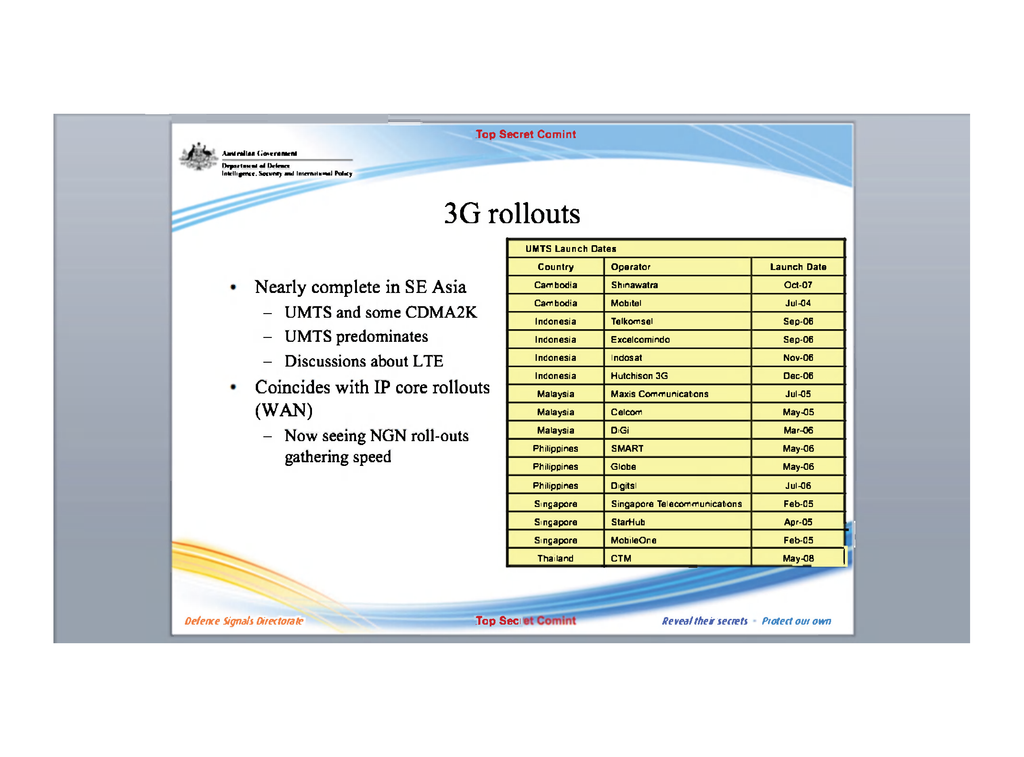 Top Secret Comint
Australian Government
Department of Defence
Intelligence, Security and International Policy
3G rollouts
• Nearly complete in SE Asia
– UMTS and some CDMA2K
– UMTS predominates
– Discussions about LTE
• Coincides with IP core rollouts
(WAN)
– Now seeing NGN roll-outs
gathering speed
UMTS Launch Dates
Country Operator Launch Date
Cambodia Shinawatra Oct-07
Cambodia Mobitel Jul-04
Indonesia Telkomsel Sep-06
Indonesia Excelcomindo Sep-06
Indonesia Indosat Nov-06
Indonesia Hutchison 3G Dec-06
Malaysia Maxis Communications Jul-05
Malaysia Celcom May-05
Malaysia DiGi Mar-06
Philippines SMART May-06
Philippines Globe May-06
Philippines Digitsl Jul-06
Singapore Singapore Telecommunications Feb-05
Singapore StarHub Apr-05
Singapore MobileOne Feb-05
Thailand CTM May-08
Defence Signals Directorate
Top Secret Comint
Reveal their secrets - Protect our own